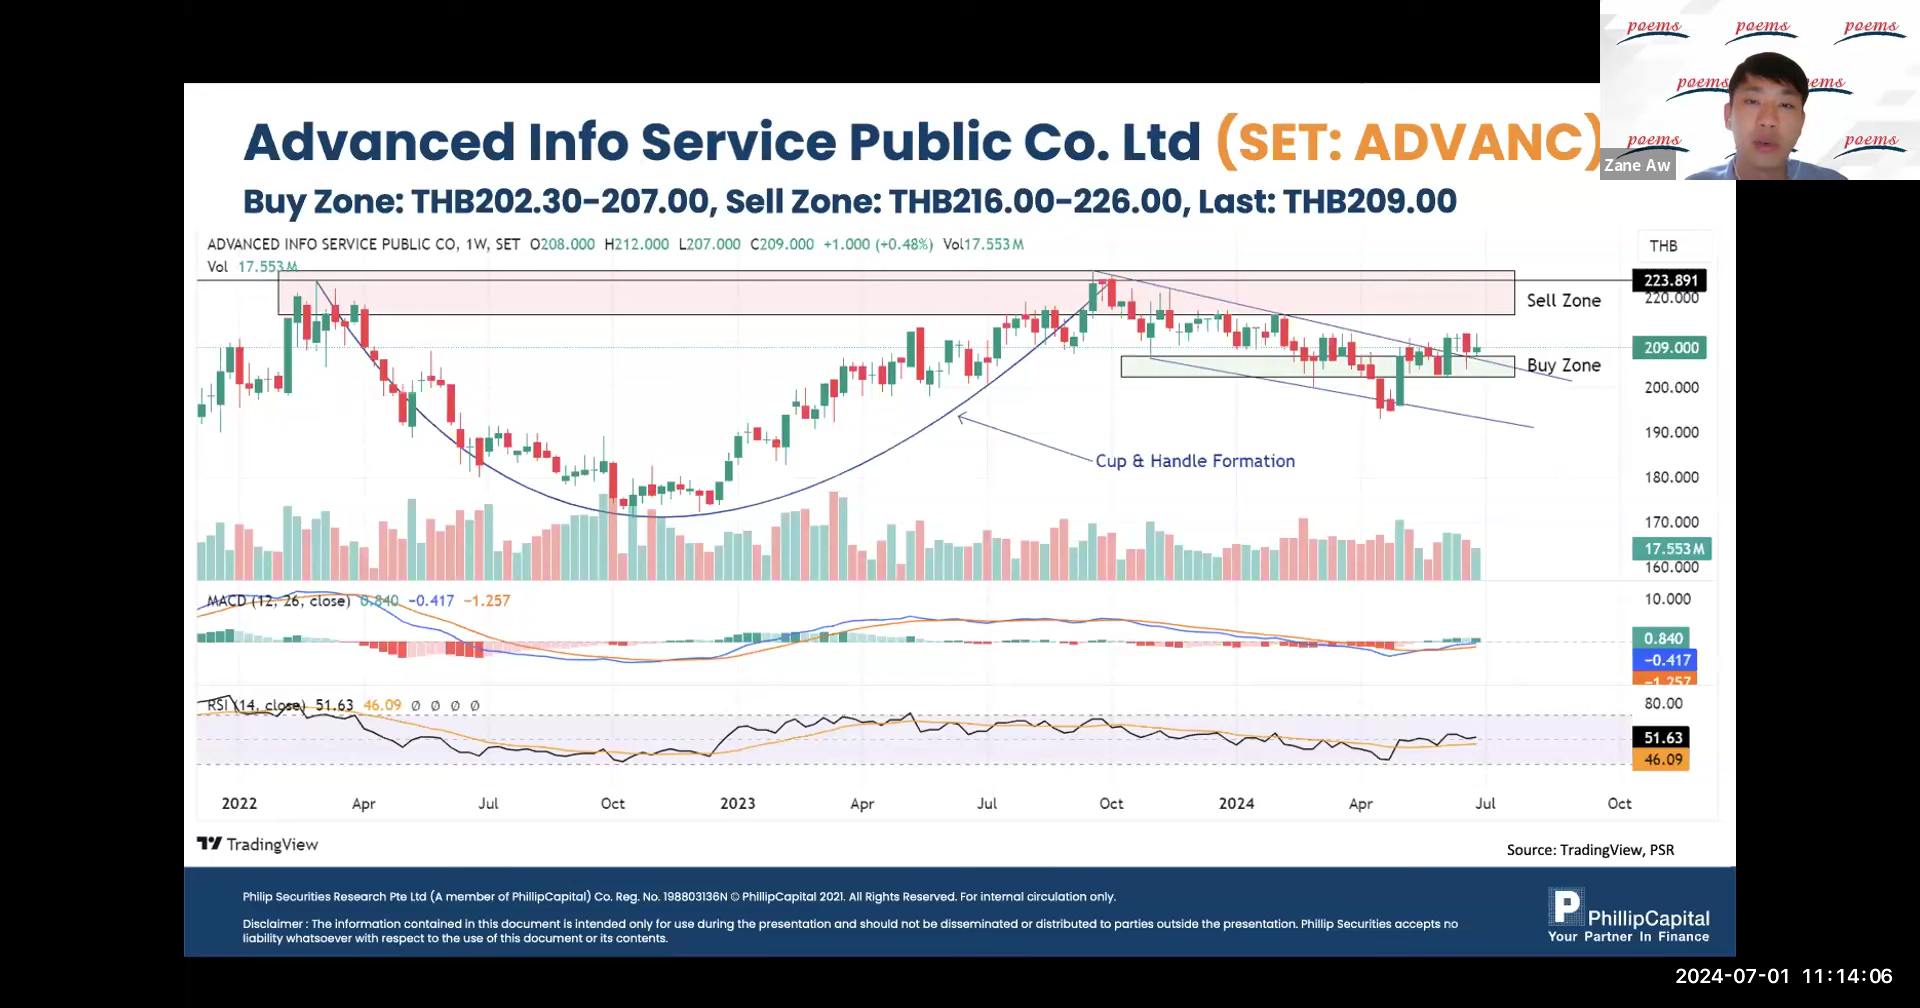 poems poems poems
poems ems
poems poems
Zane Aw
Advanced Info Service Public Co. Ltd (SET: ADVANC)
Buy Zone: THB202.30-207.00, Sell Zone: THB216.00-226.00, Last: THB209.00
ADVANCED INFO SERVICE PUBLIC CO, 1W, SET O208.000 H212.000 L207.000 C209.000 +1.000 (+0.48%) Vol17.553M
Vol 17.553M
THB
223.891
220.000
Sell Zone
209.000
Buy Zone
200.000
190.000
Cup & Handle Formation
180.000
170.000
17.553M
160.000
MACD (12, 26, close) 0.840 −0.417 −1.257
10.000
0.840
−0.417
−1.257
RSI (14, close) 51.63 46.09 Ø Ø Ø Ø
80.00
51.63
46.09
2022 Apr Jul Oct 2023 Apr Jul Oct 2024 Apr Jul Oct
TradingView
Source: TradingView, PSR
Philip Securities Research Pte Ltd (A member of PhillipCapital) Co. Reg. No. 198803136N © PhillipCapital 2021. All Rights Reserved. For internal circulation only.
Disclaimer : The information contained in this document is intended only for use during the presentation and should not be disseminated or distributed to parties outside the presentation. Phillip Securities accepts no
liability whatsoever with respect to the use of this document or its contents.
PhillipCapital
Your Partner In Finance
2024-07-01 11:14:06